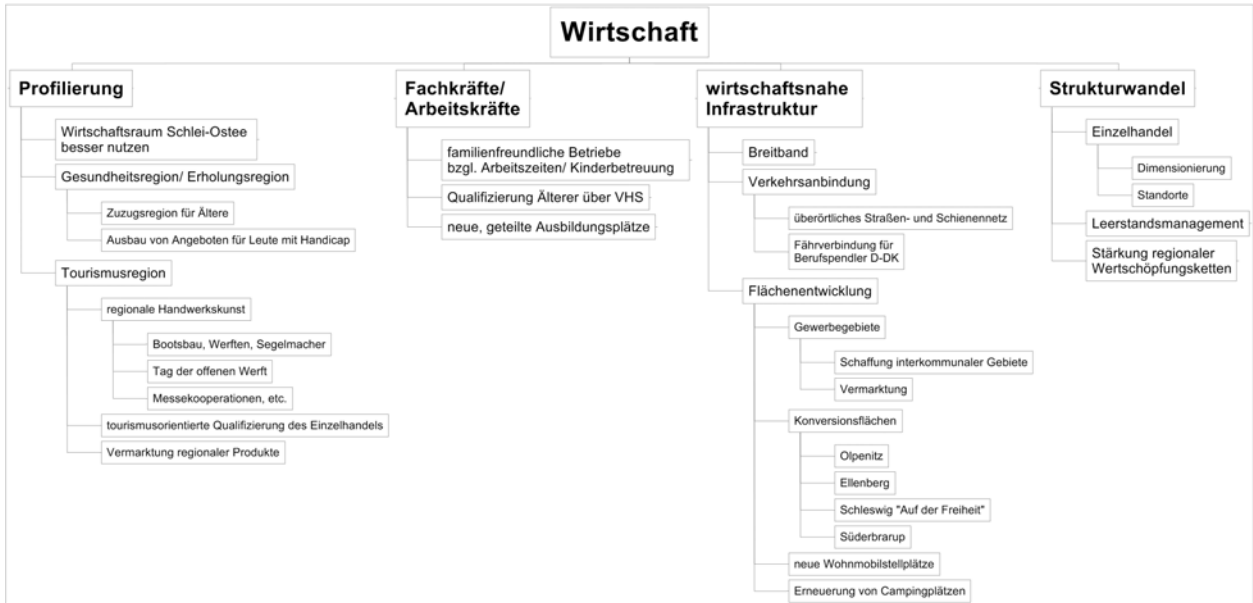 Wirtschaft
Profilierung
Wirtschaftsraum Schlei-Ostee
besser nutzen
Gesundheitsregion/ Erholungsregion
Zuzugsregion für Ältere
Ausbau von Angeboten für Leute mit Handicap
Tourismusregion
regionale Handwerkskunst
Bootsbau, Werften, Segelmacher
Tag der offenen Werft
Messekooperationen, etc.
tourismusorientierte Qualifizierung des Einzelhandels
Vermarktung regionaler Produkte
Fachkräfte/
Arbeitskräfte
familienfreundliche Betriebe
bzgl. Arbeitszeiten/ Kinderbetreuung
Qualifizierung Älterer über VHS
neue, geteilte Ausbildungsplätze
wirtschaftsnahe
Infrastruktur
Breitband
Verkehrsanbindung
überörtliches Straßen- und Schienennetz
Fährverbindung für
Berufspendler D-DK
Flächenentwicklung
Gewerbegebiete
Schaffung interkommunaler Gebiete
Vermarktung
Konversionsflächen
Olpenitz
Ellenberg
Schleswig "Auf der Freiheit"
Süderbrarup
neue Wohnmobilstellplätze
Erneuerung von Campingplätzen
Strukturwandel
Einzelhandel
Dimensionierung
Standorte
Leerstandsmanagement
Stärkung regionaler
Wertschöpfungsketten